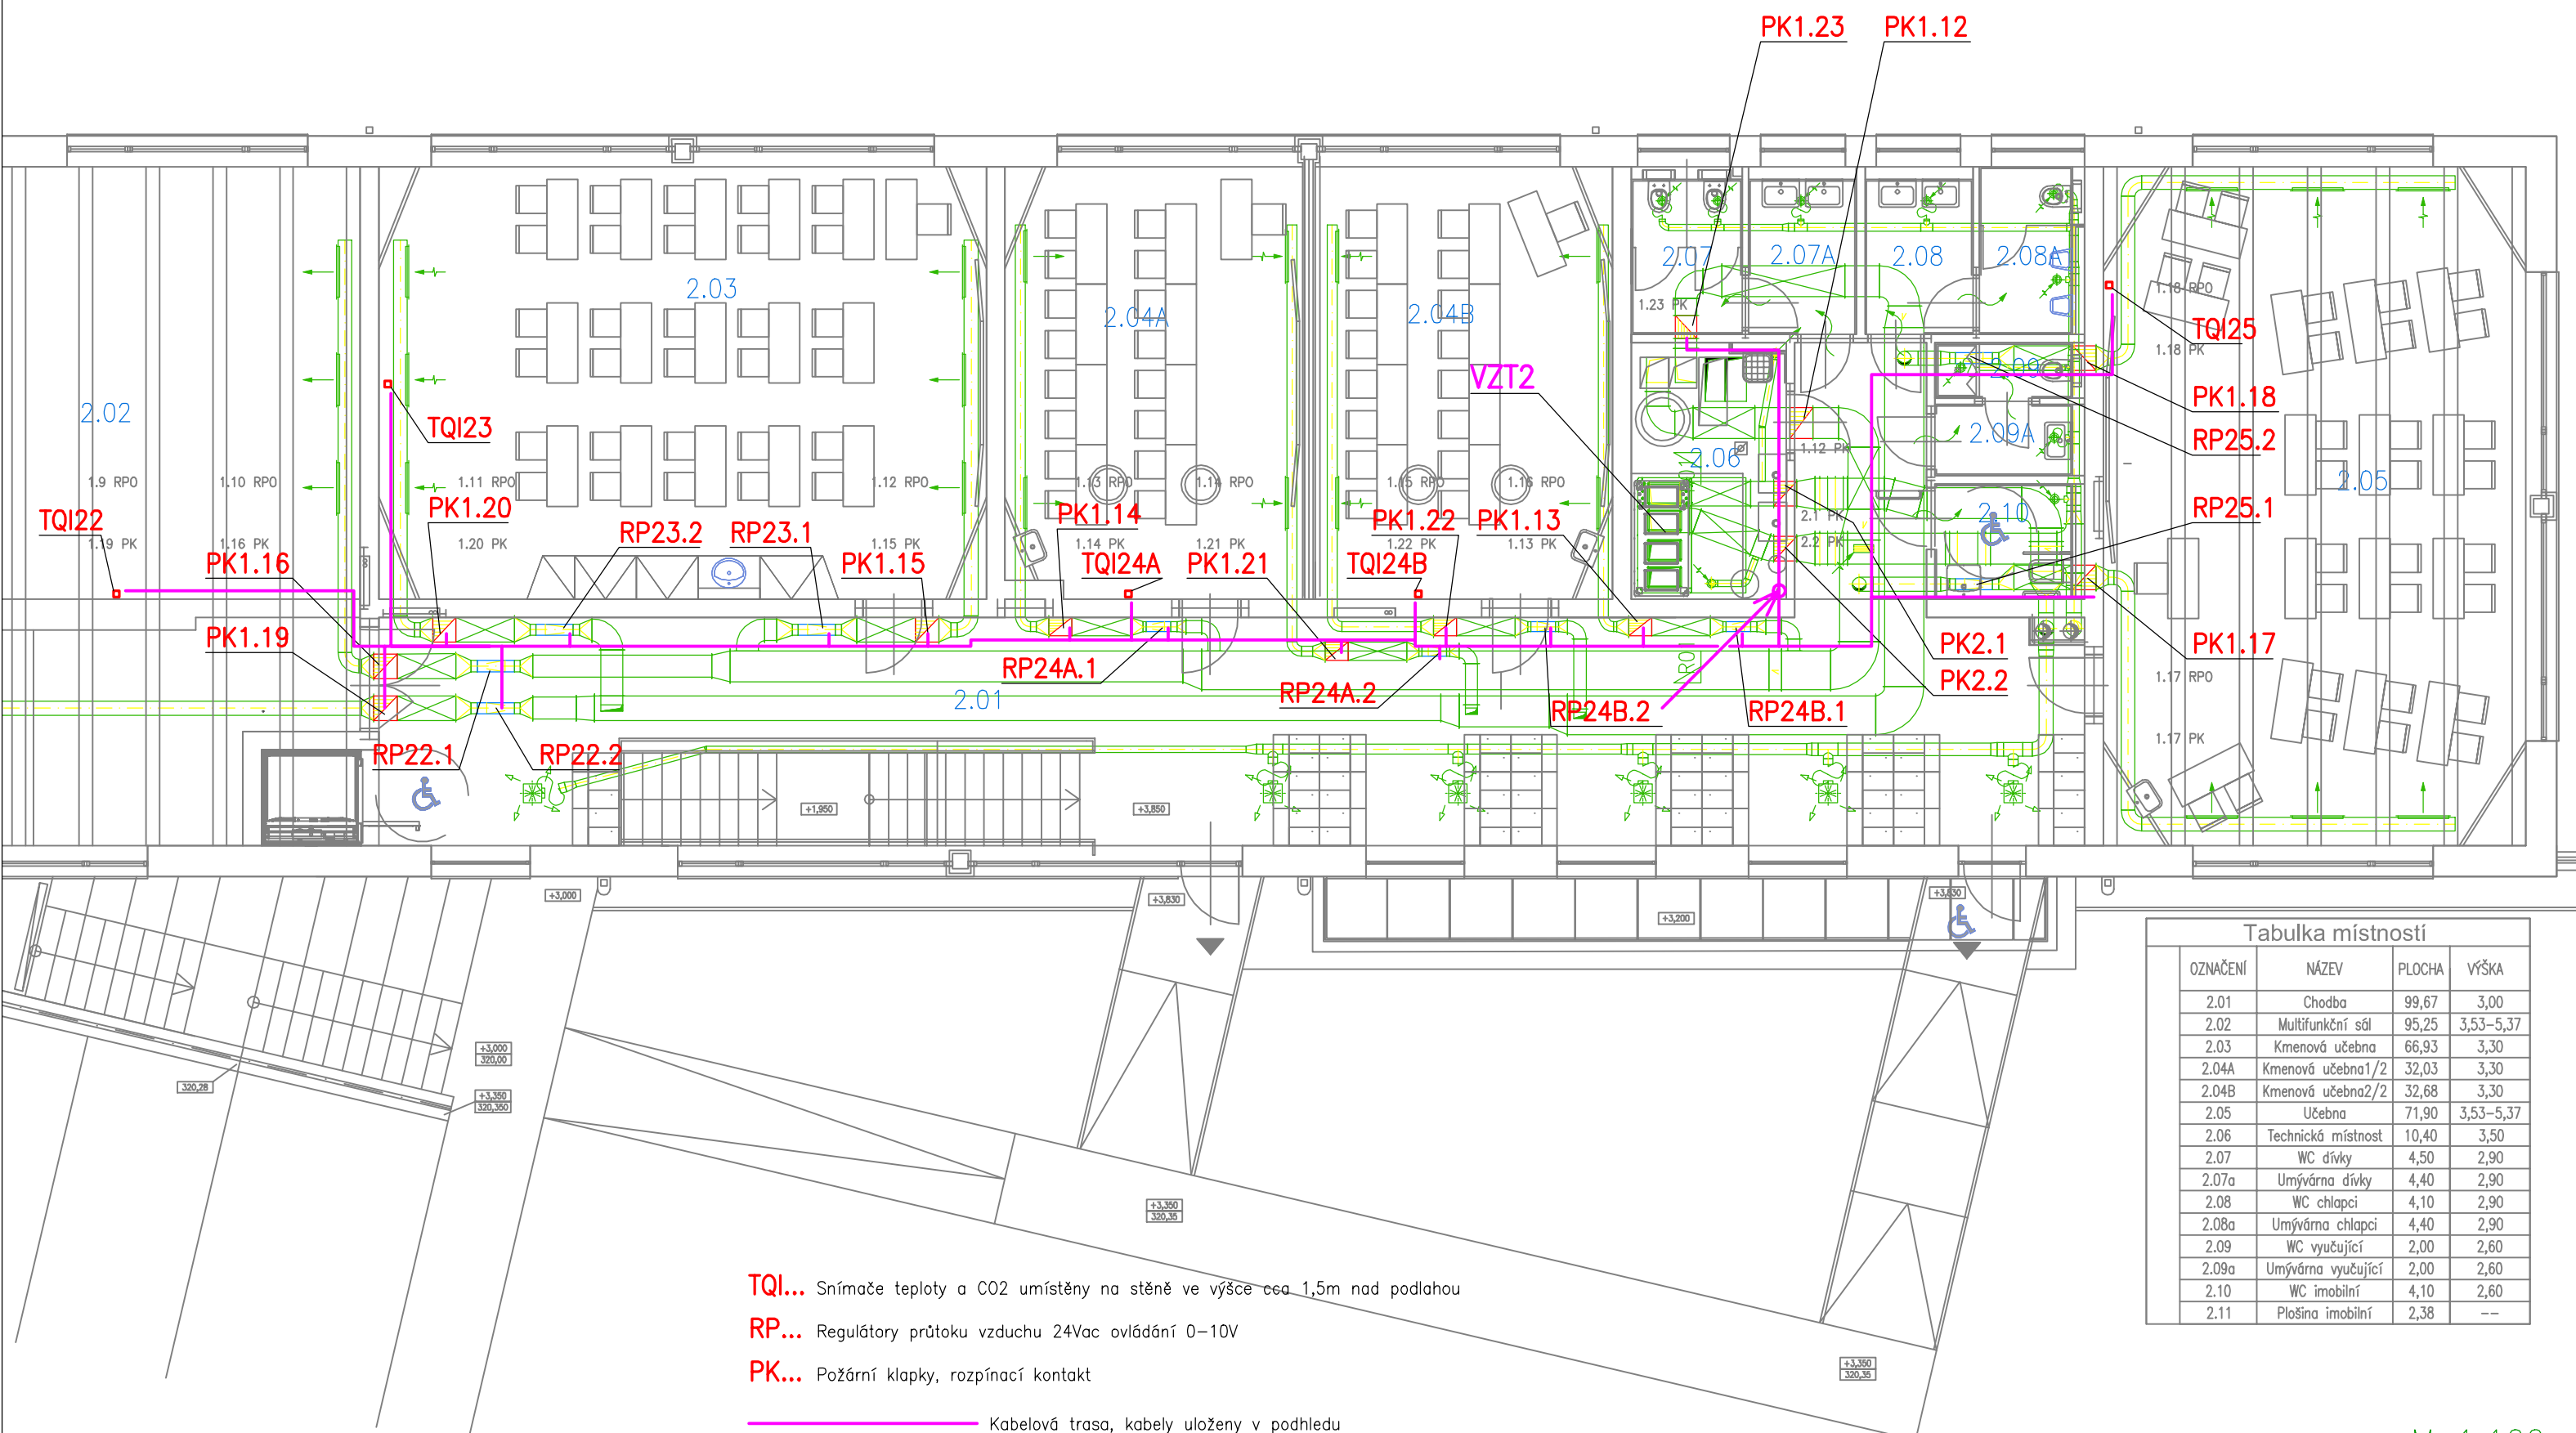 PK1.23
PK1.12
2.07
2.07A
2.08
2.08A
2.03
2.04A
2.04B
1.23 PK
1.18 RPO
TQI25
1.18 PK
2.02
TQI23
VZT2
2.09
PK1.18
RP25.2
2.09A
1.12 PK
2.06
2.05
1.9 RPO
1.10 RPO
1.11 RPO
1.12 RPO
1.13 RPO
1.14 RPO
1.15 RPO
1.16 RPO
TQI22
PK1.20
RP23.2
RP23.1
PK1.14
PK1.22
PK1.13
2.1 PK
2.10
RP25.1
1.19 PK
1.16 PK
1.20 PK
1.15 PK
1.14 PK
1.21 PK
1.22 PK
1.13 PK
2.2 PK
PK1.16
PK1.15
TQI24A
PK1.21
TQI24B
PK1.19
RP24A.1
RP24A.2
PK2.1
PK1.17
PK2.2
1.17 RPO
2.01
RP24B.2
RP24B.1
RP22.1
RP22.2
1.17 PK
+1,950
+3,850
+3,000
+3,830
+3,200
+3,000
320,00
320,28
+3,350
320,350
+3,350
320,35
+3,350
320,35
Tabulka místností
OZNAČENÍ NÁZEV PLOCHA VÝŠKA
2.01 Chodba 99,67 3,00
2.02 Multifunkční sál 95,25 3,53-5,37
2.03 Kmenová učebna 66,93 3,30
2.04A Kmenová učebna1/2 32,03 3,30
2.04B Kmenová učebna2/2 32,68 3,30
2.05 Učebna 71,90 3,53-5,37
2.06 Technická místnost 10,40 3,50
2.07 WC dívky 4,50 2,90
2.07a Umývárna dívky 4,40 2,90
2.08 WC chlapci 4,10 2,90
2.08a Umývárna chlapci 4,40 2,90
2.09 WC vyučující 2,00 2,60
2.09a Umývárna vyučující 2,00 2,60
2.10 WC imobilní 4,10 2,60
2.11 Plošina imobilní 2,38 --
TQI... Snímače teploty a CO2 umístěny na stěně ve výšce cca 1,5m nad podlahou
RP... Regulátory průtoku vzduchu 24Vac ovládání 0-10V
PK... Požární klapky, rozpínací kontakt
Kabelová trasa, kabely uloženy v podhledu